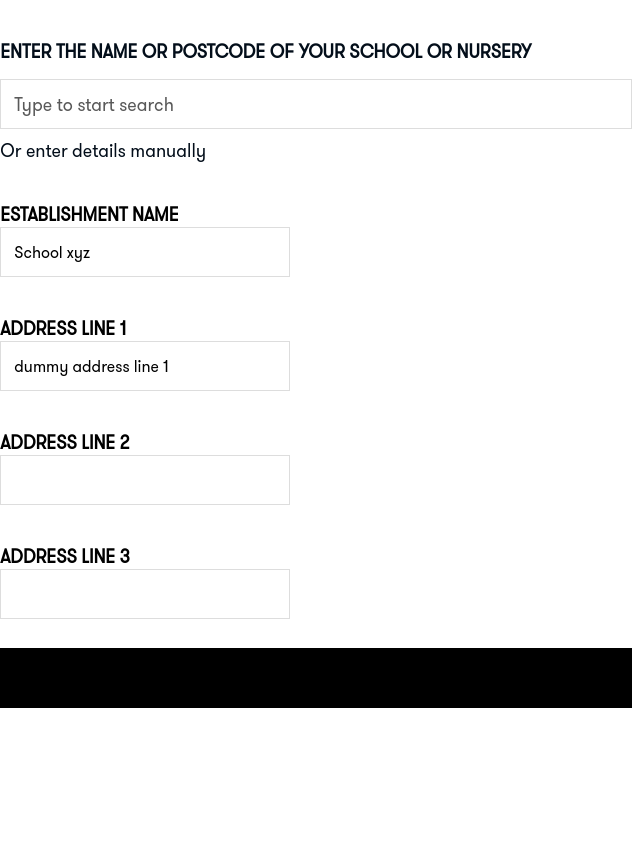 ENTER THE NAME OR POSTCODE OF YOUR SCHOOL OR NURSERY
Type to start search
Or enter details manually
ESTABLISHMENT NAME
School xyz
ADDRESS LINE 1
dummy address line 1
ADDRESS LINE 2
ADDRESS LINE 3